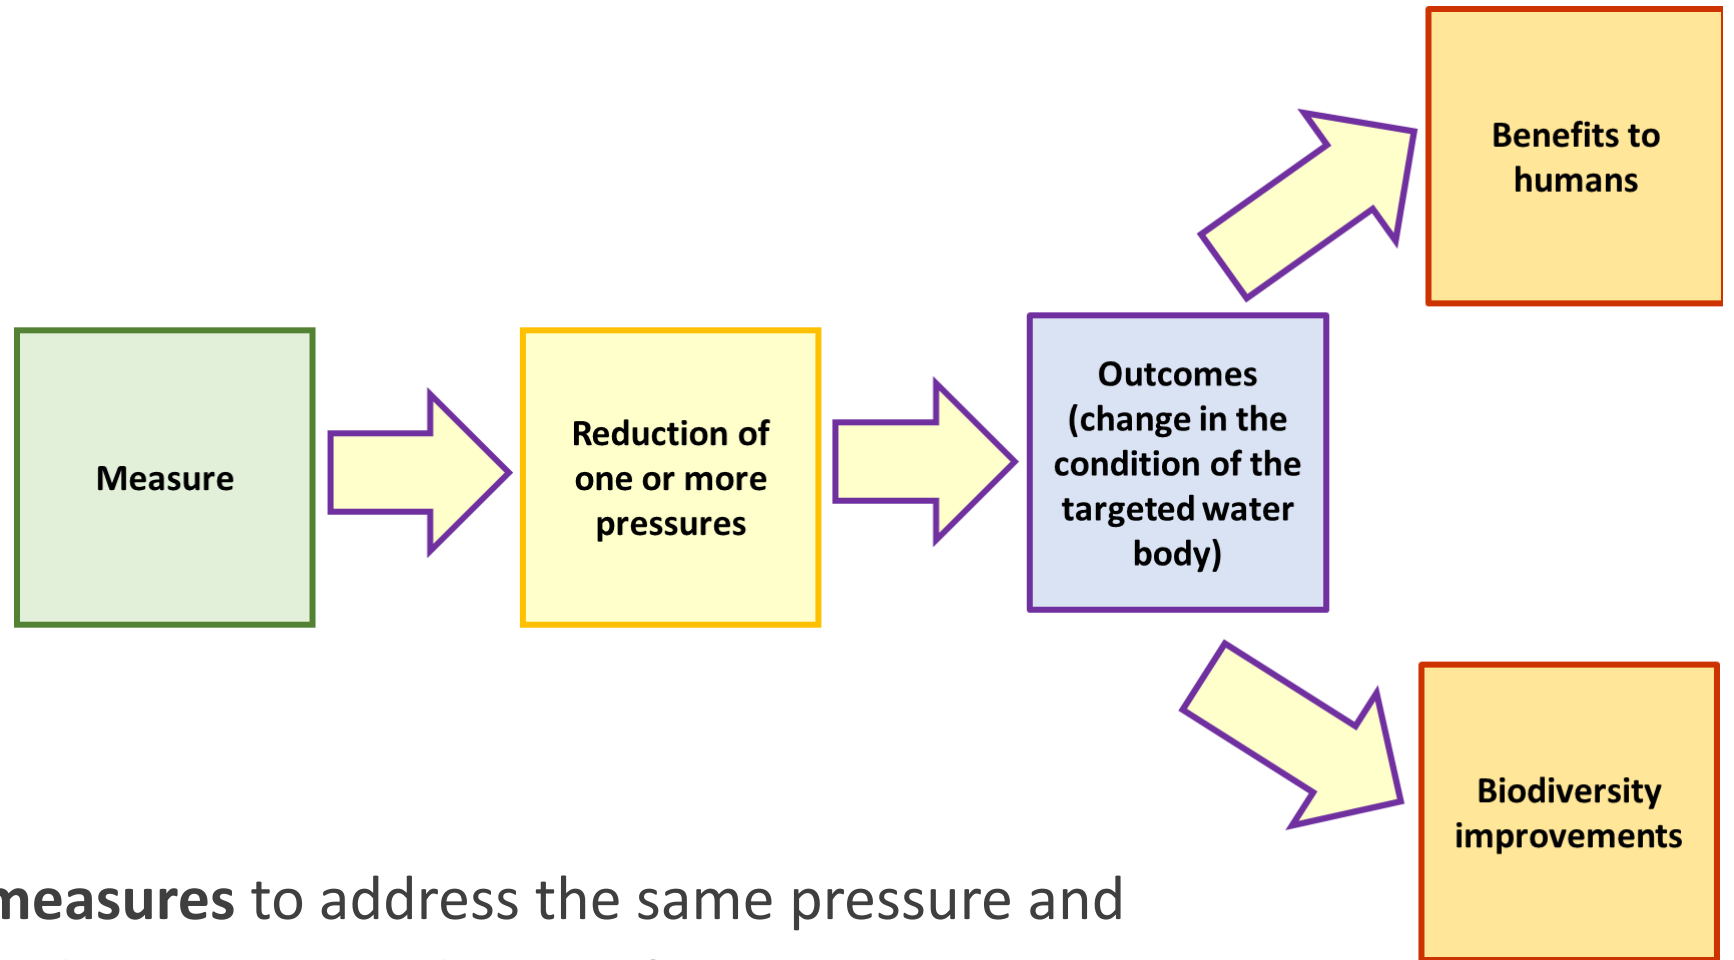 Benefits to
humans
Measure
Reduction of
one or more
pressures
Outcomes
(change in the
condition of the
targeted water
body)
Biodiversity
improvements
measures to address the same pressure and